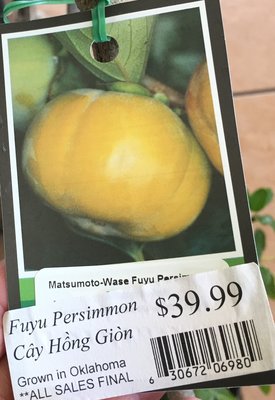 Matsumoto-Wase Fuyu
Fuyu Persimmon
$39.99
Cây Hồng Giòn
Grown in Oklahoma
**ALL SALES FINAL
6 30672 06980